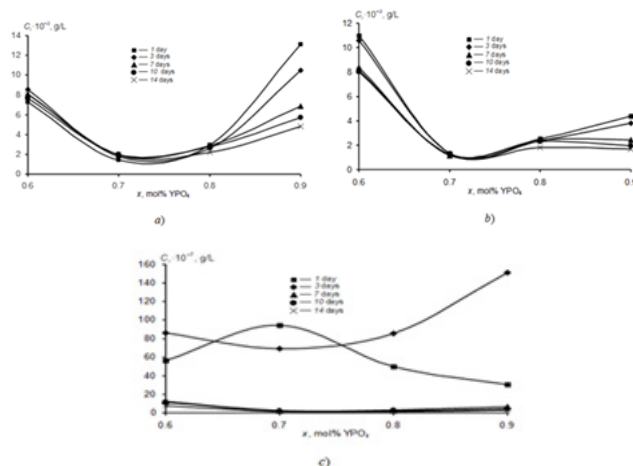 C, ·10⁻³, g/L
14
12
10
8
6
4
2
0
1 day
3 days
7 days
10 days
14 days
0.6 0.7 0.8 0.9
x, mol% YPO₄
a)
C, ·10⁻³, g/L
12
10
8
6
4
2
0
1 day
3 days
7 days
10 days
14 days
0.6 0.7 0.8 0.9
x, mol% YPO₄
b)
160
140
120
100
80
60
40
20
0
1 day
3 days
7 days
10 days
14 days
0.6 0.7 0.8 0.9
x, mol% YPO₄
c)